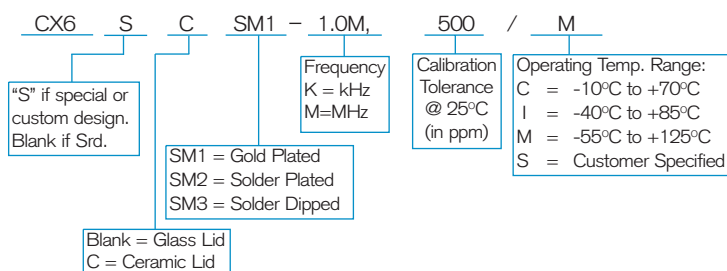 CX6 S C SM1 - 1.0M, 500 / M
"S" if special or
custom design.
Blank if Srd.
Frequency
K = kHz
M=MHz
Calibration
Tolerance
@ 25°C
(in ppm)
Operating Temp. Range:
C = -10°C to +70°C
I = -40°C to +85°C
M = -55°C to +125°C
S = Customer Specified
SM1 = Gold Plated
SM2 = Solder Plated
SM3 = Solder Dipped
Blank = Glass Lid
C = Ceramic Lid